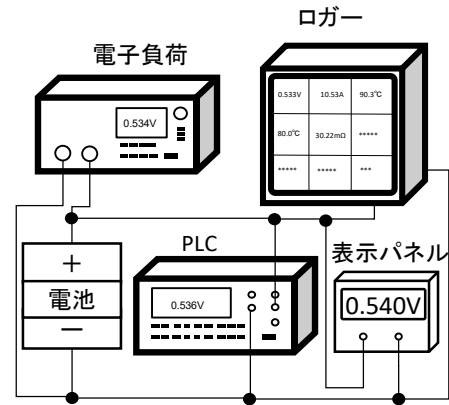 ロガー
電子負荷
0.533V 10.53A 90.3℃
0.534V
80.0℃ 30.22mΩ *****
***** ***** ***
PLC
表示パネル
＋
電池
－
0.536V
0.540V